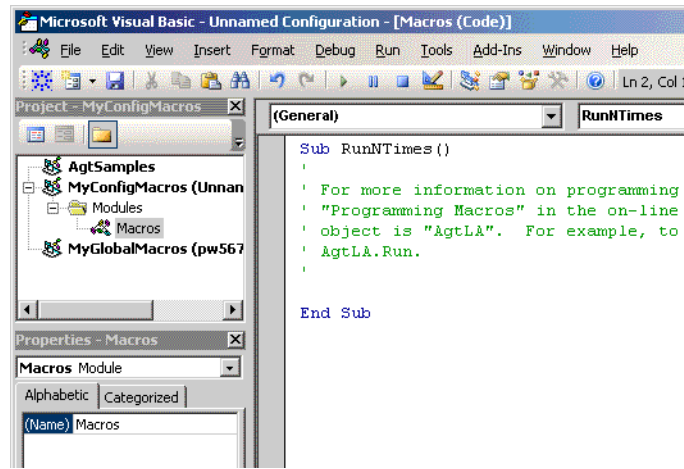 Microsoft Visual Basic - Unnamed Configuration - [Macros (Code)]
File Edit View Insert Format Debug Run Tools Add-Ins Window Help
Ln 2, Col
Project - MyConfigMacros
(General)
RunNTimes
AgtSamples
MyConfigMacros (Unnan
Modules
Macros
MyGlobalMacros (pw567
Sub RunNTimes()
'
' For more information on programming
' "Programming Macros" in the on-line
' object is "AgtLA".  For example, to
' AgtLA.Run.
'
End Sub
Properties - Macros
Macros Module
Alphabetic Categorized
(Name) Macros